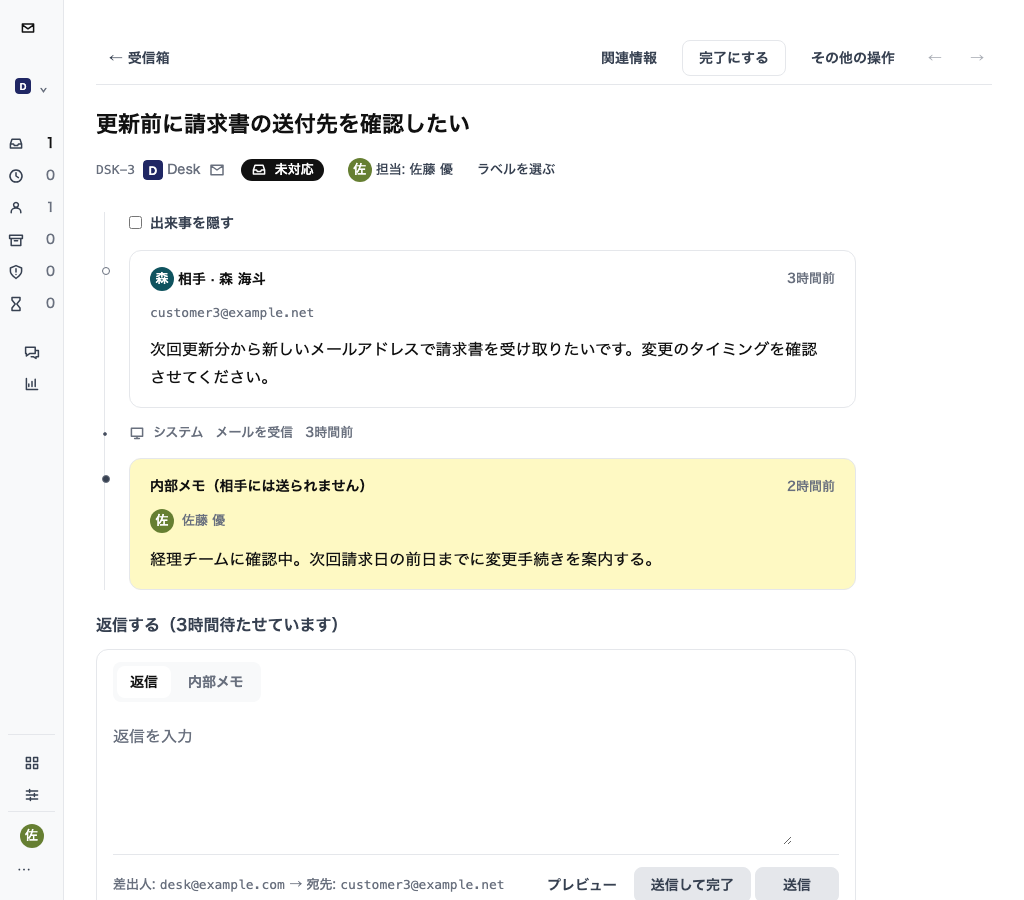 ← 受信箱
関連情報
完了にする
その他の操作
←
→
D
1
0
1
0
0
0
更新前に請求書の送付先を確認したい
DSK-3 D Desk 未対応 佐 担当: 佐藤 優 ラベルを選ぶ
出来事を隠す
森 相手 · 森 海斗 3時間前
customer3@example.net
次回更新分から新しいメールアドレスで請求書を受け取りたいです。変更のタイミングを確認
させてください。
システム メールを受信 3時間前
内部メモ（相手には送られません） 2時間前
佐 佐藤 優
経理チームに確認中。次回請求日の前日までに変更手続きを案内する。
返信する（3時間待たせています）
返信 内部メモ
返信を入力
佐
…
差出人: desk@example.com → 宛先: customer3@example.net プレビュー 送信して完了 送信